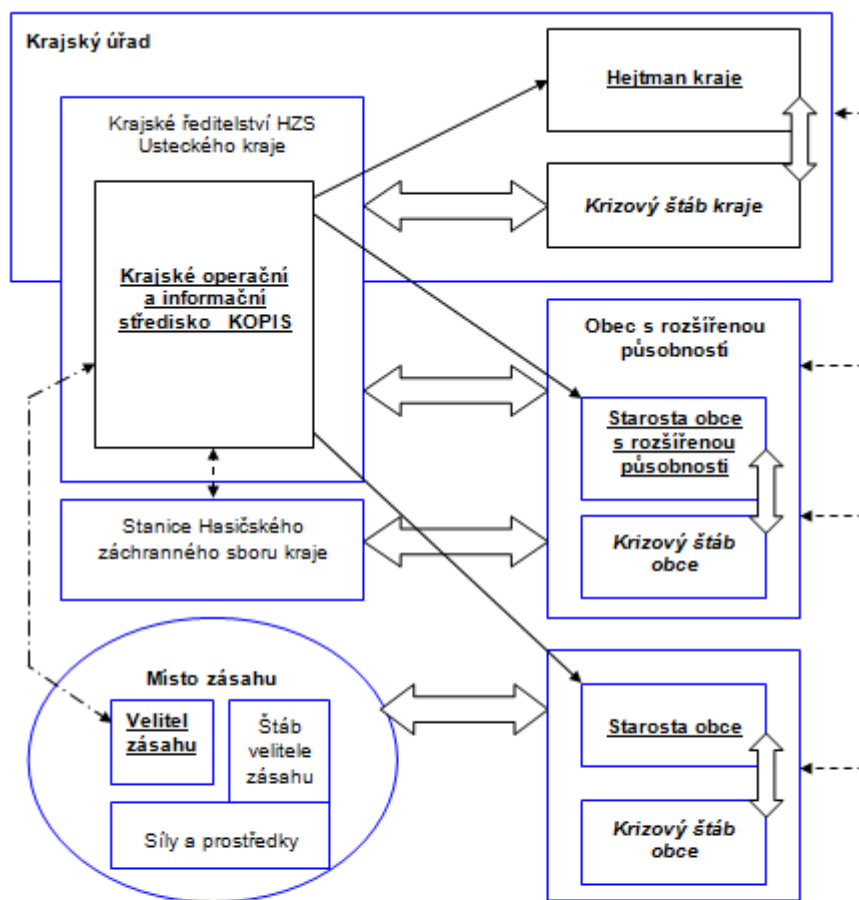 Krajský úřad
Hejtman kraje
Krajské ředitelství HZS
Usteckého kraje
Krizový štáb kraje
Krajské operační
a informační
středisko KOPIS
Obec s rozšířenou
působností
Starosta obce
s rozšířenou
působnosti
Krizový štáb
obce
Stanice Hasičského
záchranného sboru kraje
Místo zásahu
Velitel
zásahu
Štáb
velitele
zásahu
Síly a prostředky
Starosta obce
Krizový štáb
obce